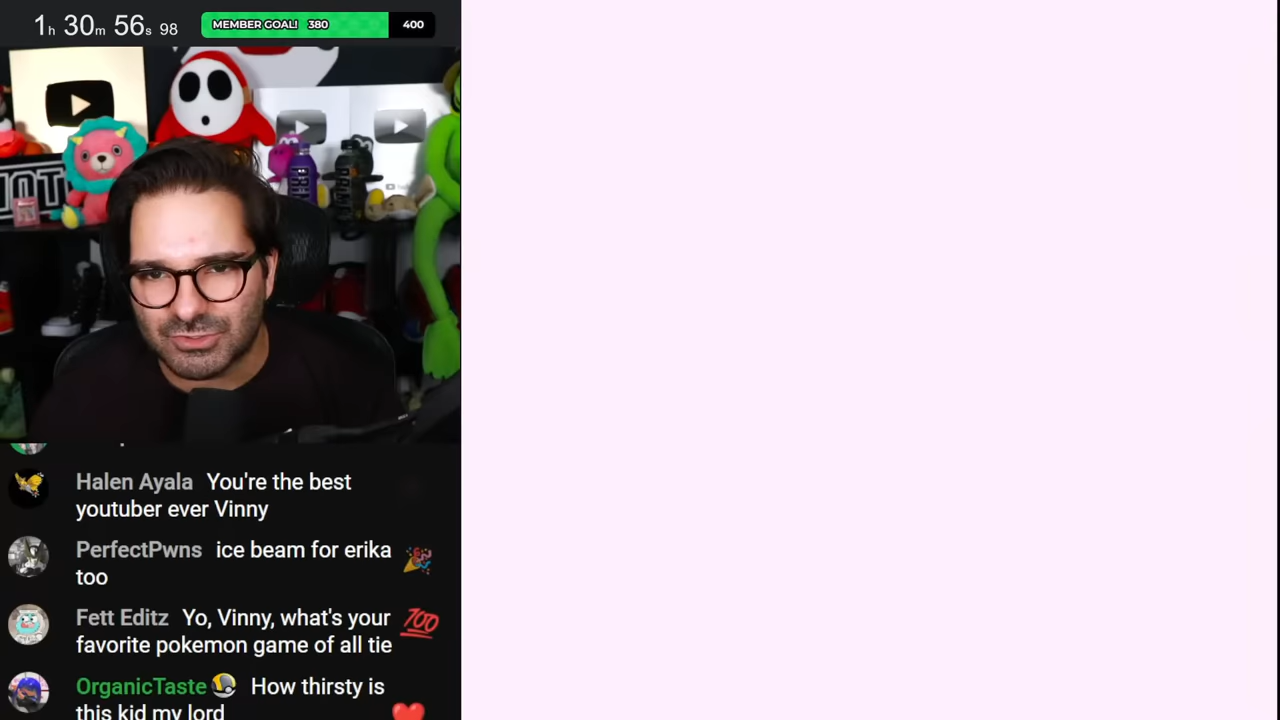 1h 30m 56s 98
MEMBER GOAL! 380 400
Halen Ayala You're the best
youtuber ever Vinny
PerfectPwns ice beam for erika
too
Fett Editz Yo, Vinny, what's your
favorite pokemon game of all tie
OrganicTaste How thirsty is
this kid my lord